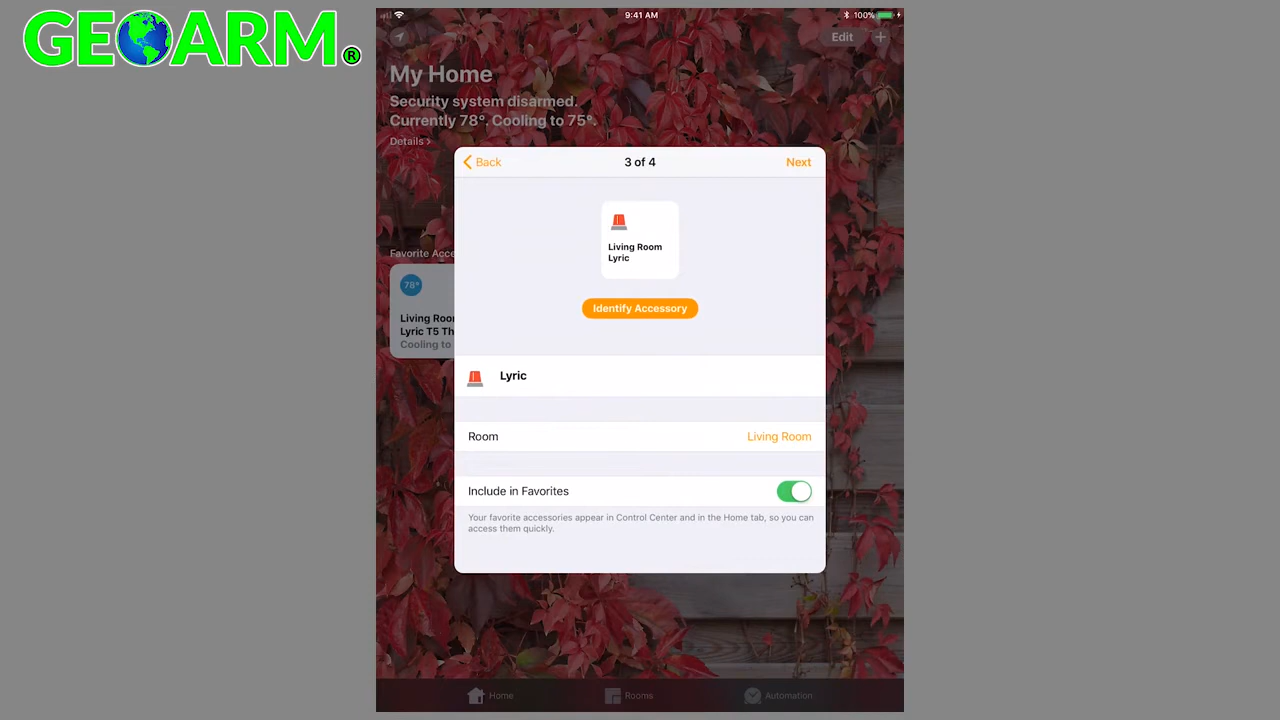 GEOARM®
9:41 AM
100%
Edit
My Home
Security system disarmed.
Currently 78°. Cooling to 75°.
Details
Back
3 of 4
Next
Living Room
Lyric
Identify Accessory
Favorite Acce
78°
Living Roo
Lyric T5 Th
Cooling to
Lyric
Room
Living Room
Include in Favorites
Your favorite accessories appear in Control Center and in the Home tab, so you can
access them quickly.
Home
Rooms
Automation